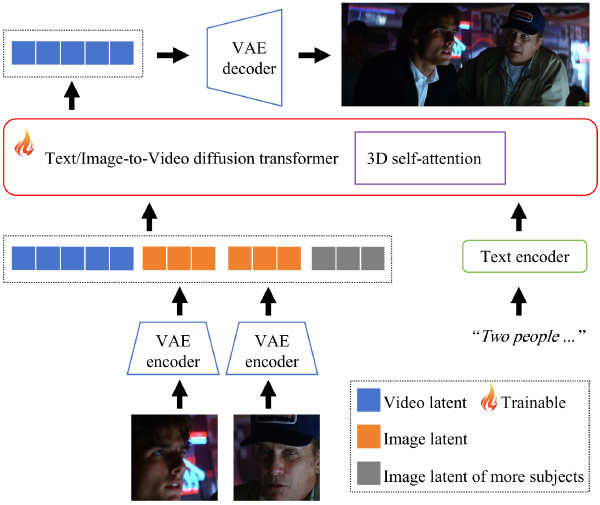 VAE
decoder
Text/Image-to-Video diffusion transformer
3D self-attention
Text encoder
VAE
encoder
VAE
encoder
“Two people ...”
Video latent
Trainable
Image latent
Image latent of more subjects